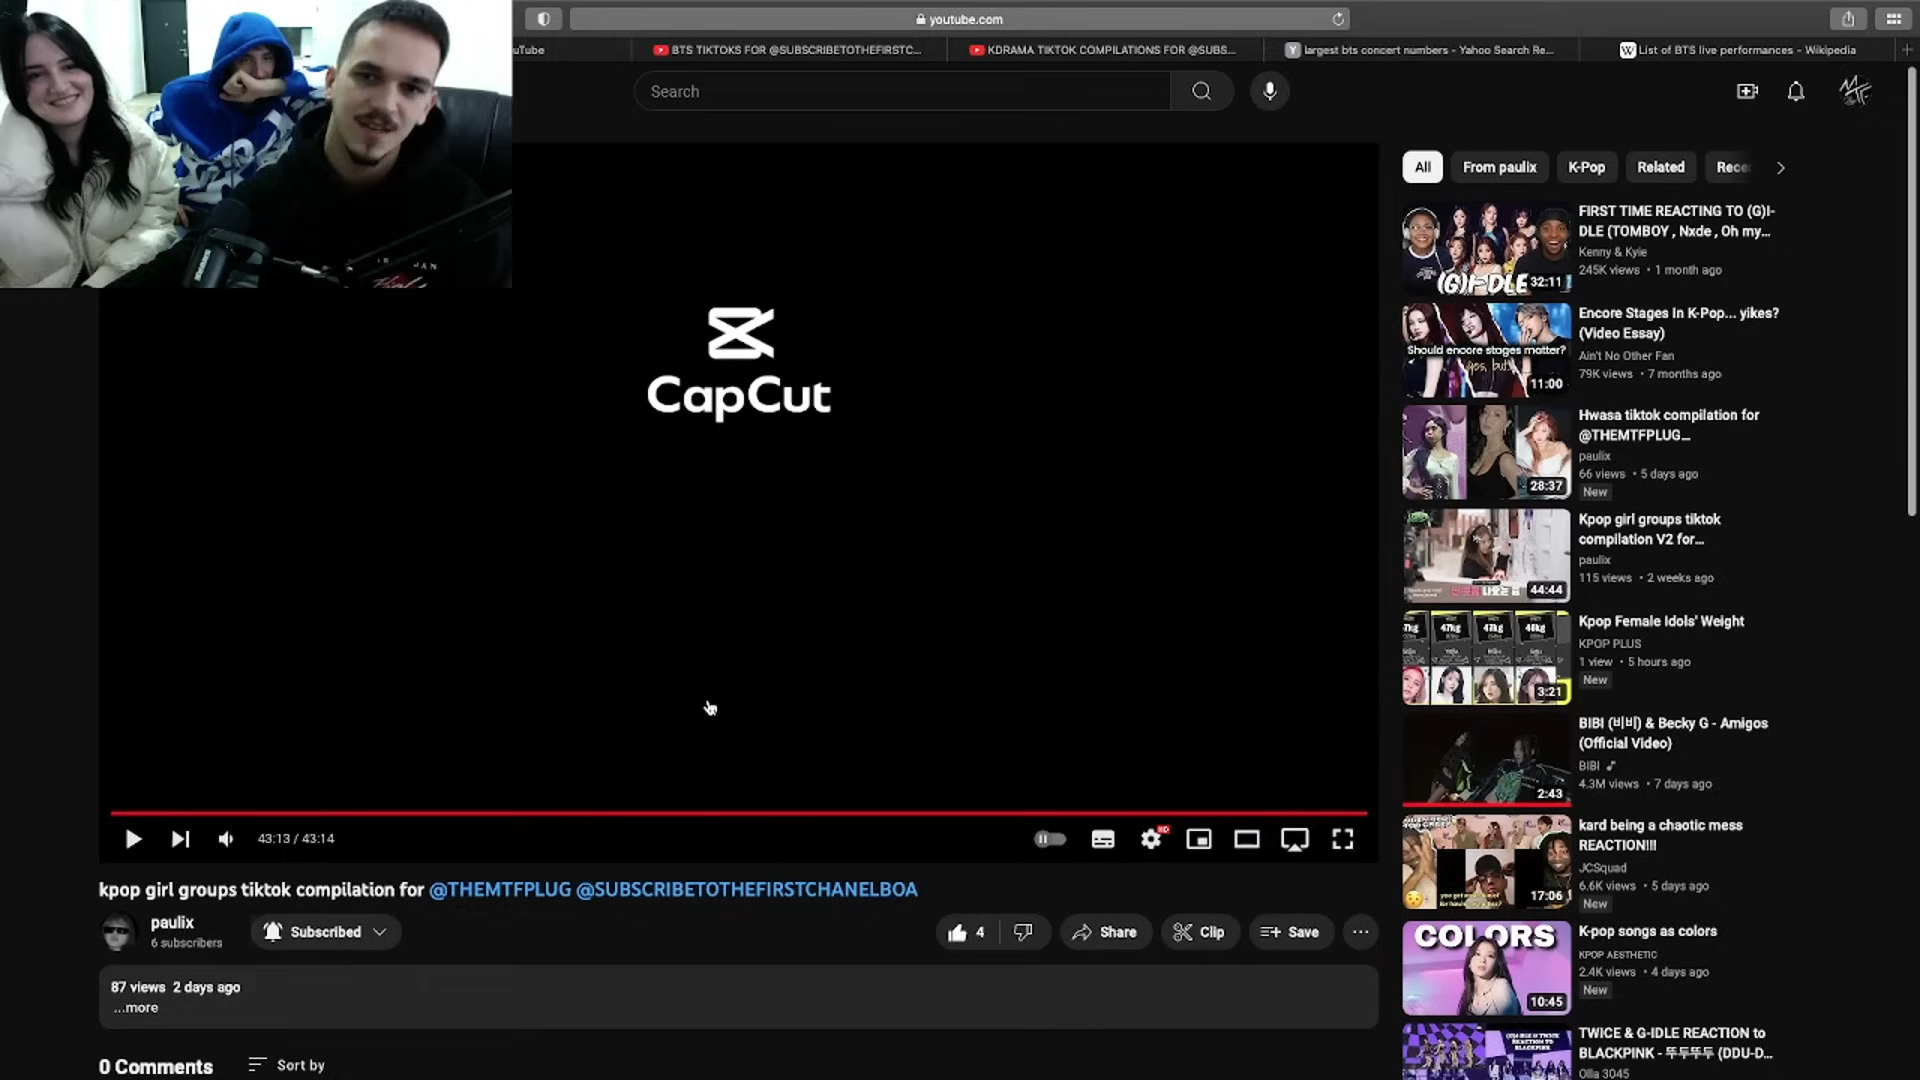 youtube.com
uTube
BTS TIKTOKS FOR @SUBSCRIBETOTHEFIRSTC...
KDRAMA TIKTOK COMPILATIONS FOR @SUBS...
largest bts concert numbers - Yahoo Search Re...
List of BTS live performances - Wikipedia
Search
CapCut
43:13 / 43:14
kpop girl groups tiktok compilation for @THEMTFPLUG @SUBSCRIBETOTHEFIRSTCHANELBOA
paulix
6 subscribers
Subscribed
4
Share
Clip
Save
87 views 2 days ago
...more
0 Comments
Sort by
All
From paulix
K-Pop
Related
Rece
FIRST TIME REACTING TO (G)I-
DLE (TOMBOY , Nxde , Oh my...
Kenny & Kyie
245K views • 1 month ago
(G)I-DLE
32:11
Encore Stages In K-Pop... yikes?
(Video Essay)
Ain't No Other Fan
79K views • 7 months ago
Should encore stages matter?
yes, but
11:00
Hwasa tiktok compilation for
@THEMTFPLUG...
paulix
66 views • 5 days ago
New
28:37
Kpop girl groups tiktok
compilation V2 for...
paulix
115 views • 2 weeks ago
44:44
Kpop Female Idols' Weight
KPOP PLUS
1 view • 5 hours ago
New
47kg
3:21
BIBI (비비) & Becky G - Amigos
(Official Video)
BIBI
4.3M views • 7 days ago
2:43
kard being a chaotic mess
REACTION!!!
JCSquad
6.6K views • 5 days ago
New
17:06
K-pop songs as colors
KPOP AESTHETIC
2.4K views • 4 days ago
New
COLORS
10:45
TWICE & G-IDLE REACTION to
BLACKPINK - 뚜두뚜두 (DDU-D...
Olla 3045